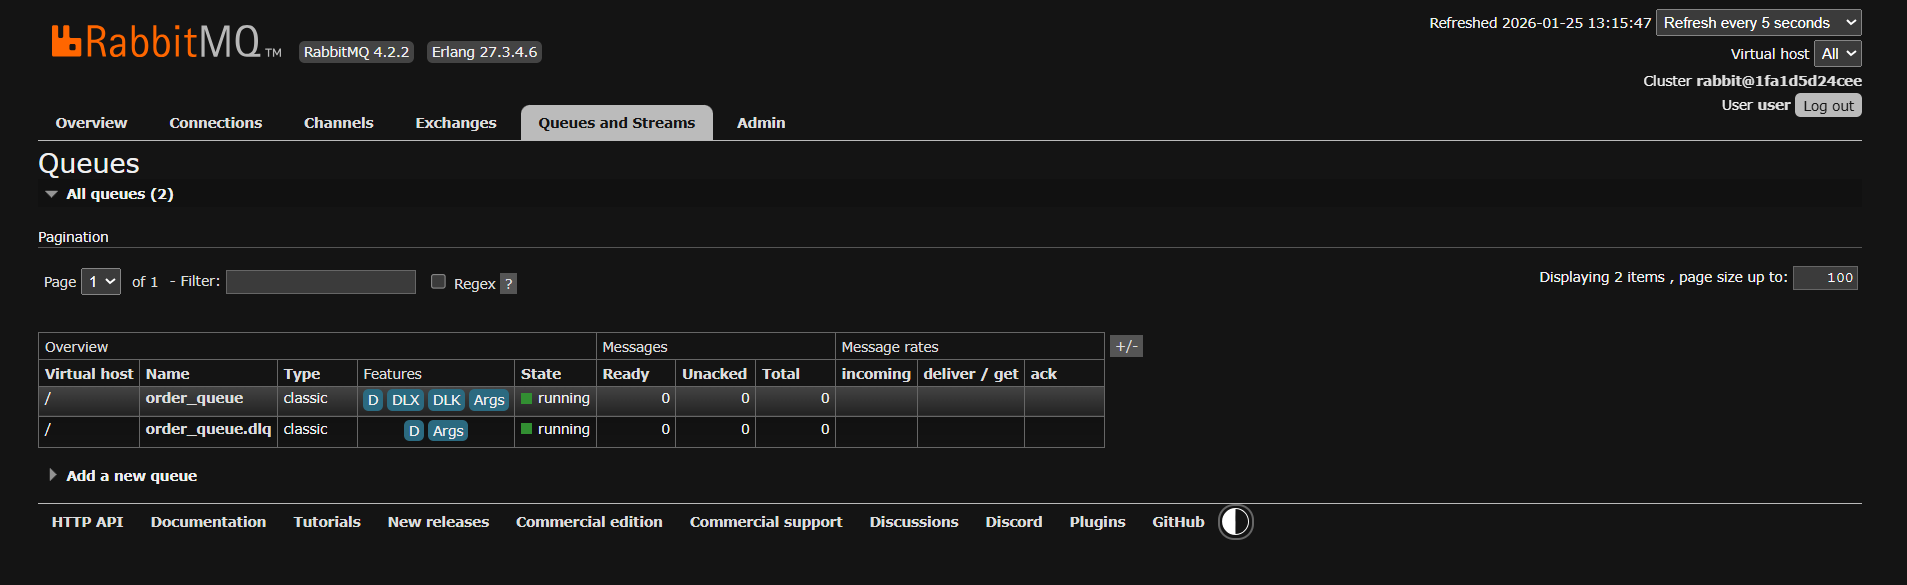 RabbitMQ TM RabbitMQ 4.2.2 Erlang 27.3.4.6
Refreshed 2026-01-25 13:15:47 Refresh every 5 seconds
Virtual host All
Cluster rabbit@1fa1d5d24cee
User user Log out
Overview Connections Channels Exchanges Queues and Streams Admin
Queues
All queues (2)
Pagination
Page 1 of 1 - Filter: Regex ?
Displaying 2 items , page size up to: 100
Overview Messages Message rates +/-
Virtual host Name Type Features State Ready Unacked Total incoming deliver / get ack
/ order_queue classic D DLX DLK Args running 0 0 0
/ order_queue.dlq classic D Args running 0 0 0
Add a new queue
HTTP API Documentation Tutorials New releases Commercial edition Commercial support Discussions Discord Plugins GitHub